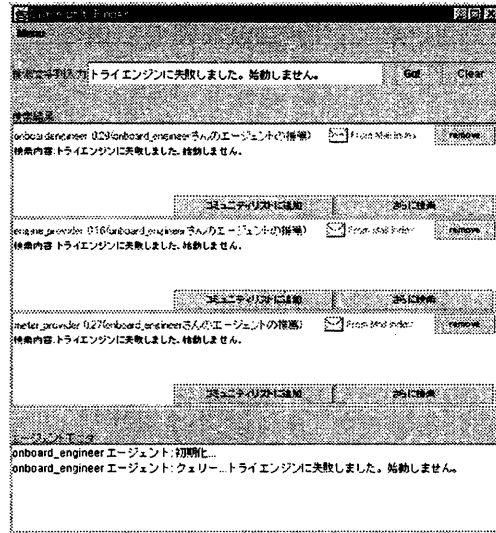 Menu
検索文字列入力 トライエンジンに失敗しました。始動しません。 Go! Clear
検索結果
onboardengineer 0.29(onboard_engineerさんのエージェントの推薦) From Mail Index remove
検索内容:トライエンジンに失敗しました。始動しません。
コミュニティリストに追加 さらに検索
engine_provider 0.16(onboard_engineerさんのエージェントの推薦) From Mail Index remove
検索内容:トライエンジンに失敗しました。始動しません。
コミュニティリストに追加 さらに検索
meter_provider 0.27(onboard_engineerさんのエージェントの推薦) From Mail Index remove
検索内容:トライエンジンに失敗しました。始動しません。
コミュニティリストに追加 さらに検索
エージェントモニタ
onboard_engineer エージェント:初期化...
onboard_engineer エージェント: クェリー...トライエンジンに失敗しました。始動しません。